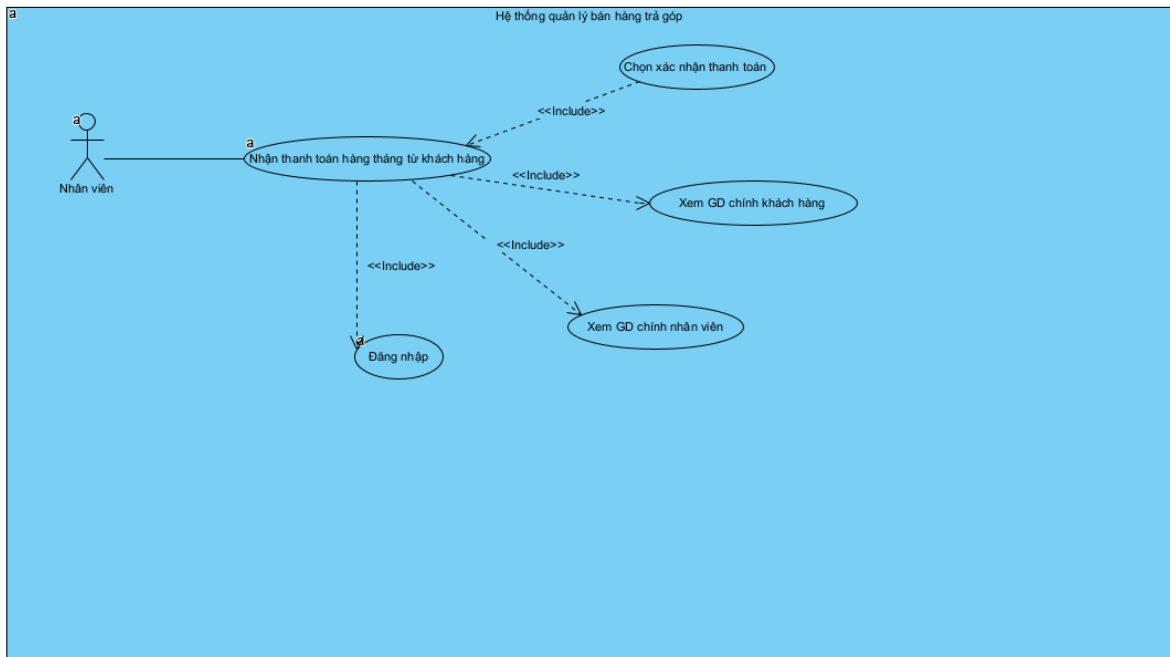 a
Hệ thống quản lý bán hàng trả góp
Chọn xác nhận thanh toán
<<Include>>
a
Nhân viên
a
Nhận thanh toán hàng tháng từ khách hàng
<<Include>>
Xem GD chính khách hàng
<<Include>>
<<Include>>
Xem GD chính nhân viên
a
Đăng nhập